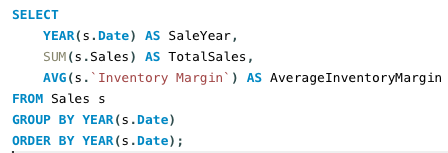 SELECT
YEAR(s.Date) AS SaleYear,
SUM(s.Sales) AS TotalSales,
AVG(s.`Inventory Margin`) AS AverageInventoryMargin
FROM Sales s
GROUP BY YEAR(s.Date)
ORDER BY YEAR(s.Date);